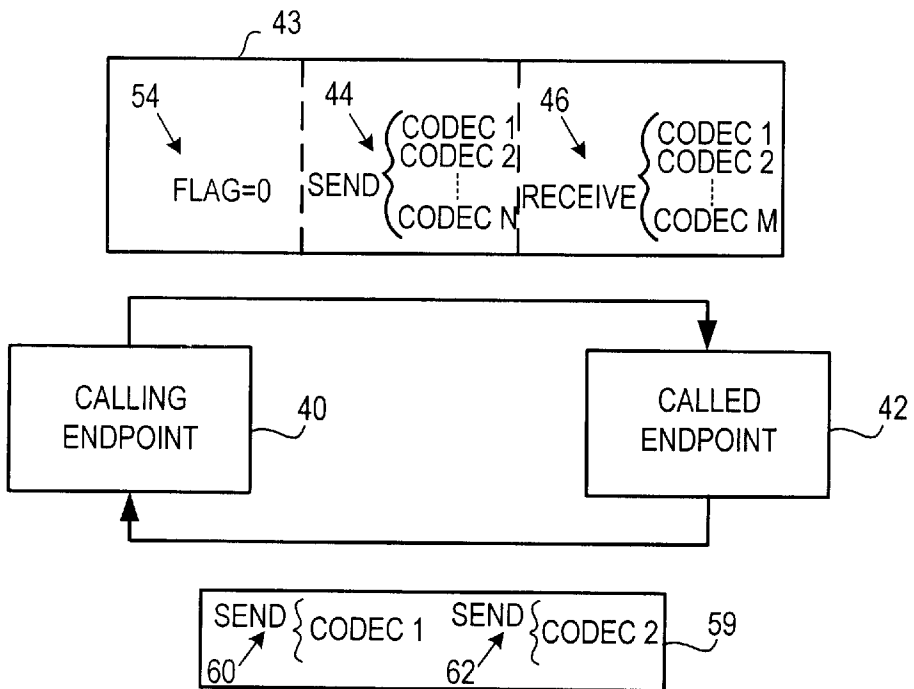 43
54
FLAG=0
44
SEND
CODEC 1
CODEC 2
CODEC N
46
RECEIVE
CODEC 1
CODEC 2
CODEC M
CALLING
ENDPOINT
40
CALLED
ENDPOINT
42
SEND
CODEC 1
60
SEND
CODEC 2
62
59